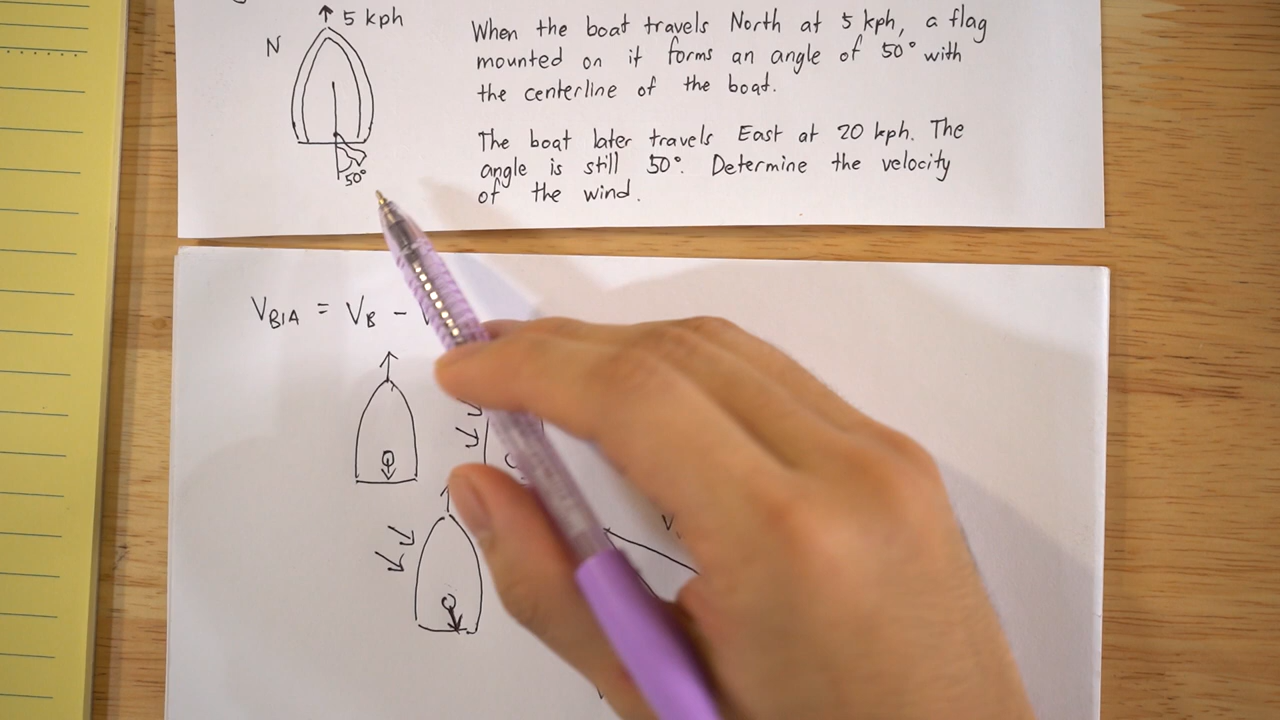 ↑ 5 kph
N
50°
When the boat travels North at 5 kph, a flag
mounted on it forms an angle of 50° with
the centerline of the boat.
The boat later travels East at 20 kph. The
angle is still 50°. Determine the velocity
of the wind.
V_B/A = V_B -